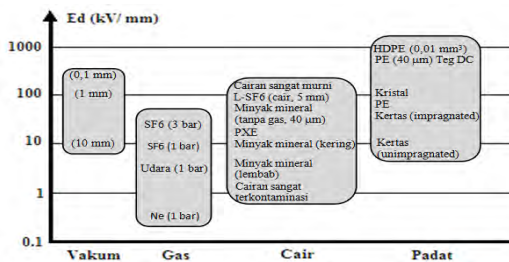 Ed (kV/ mm)
1000
100
10
1
0.1
(0,1 mm)
(1 mm)
(10 mm)
SF6 (3 bar)
SF6 (1 bar)
Udara (1 bar)
Ne (1 bar)
Cairan sangat murni
L-SF6 (cair, 5 mm)
Minyak mineral
(tanpa gas, 40 µm)
PXE
Minyak mineral (kering)
Minyak mineral
(lembab)
Cairan sangat
terkontaminasi
HDPE (0,01 mm³)
PE (40 µm) Teg DC
Kristal
PE
Kertas (impragnated)
Kertas
(unimpragnated)
Vakum
Gas
Cair
Padat